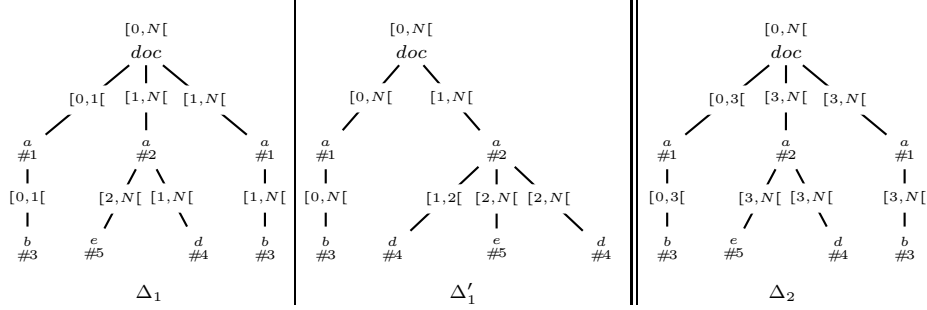 [0,N[ [0,N[ [0,N[
doc doc doc
[0,1[ [1,N[ [1,N[ [0,N[ [1,N[ [0,3[ [3,N[ [3,N[
a a a a a a a a
#1 #2 #1 #1 #2 #1 #2 #1
[0,1[ [2,N[ [1,N[ [1,N[ [0,N[ [1,2[ [2,N[ [2,N[ [0,3[ [3,N[ [3,N[ [3,N[
b e d b b d e d b e d b
#3 #5 #4 #3 #3 #4 #5 #4 #3 #5 #4 #3
Δ₁ Δ′₁ Δ₂